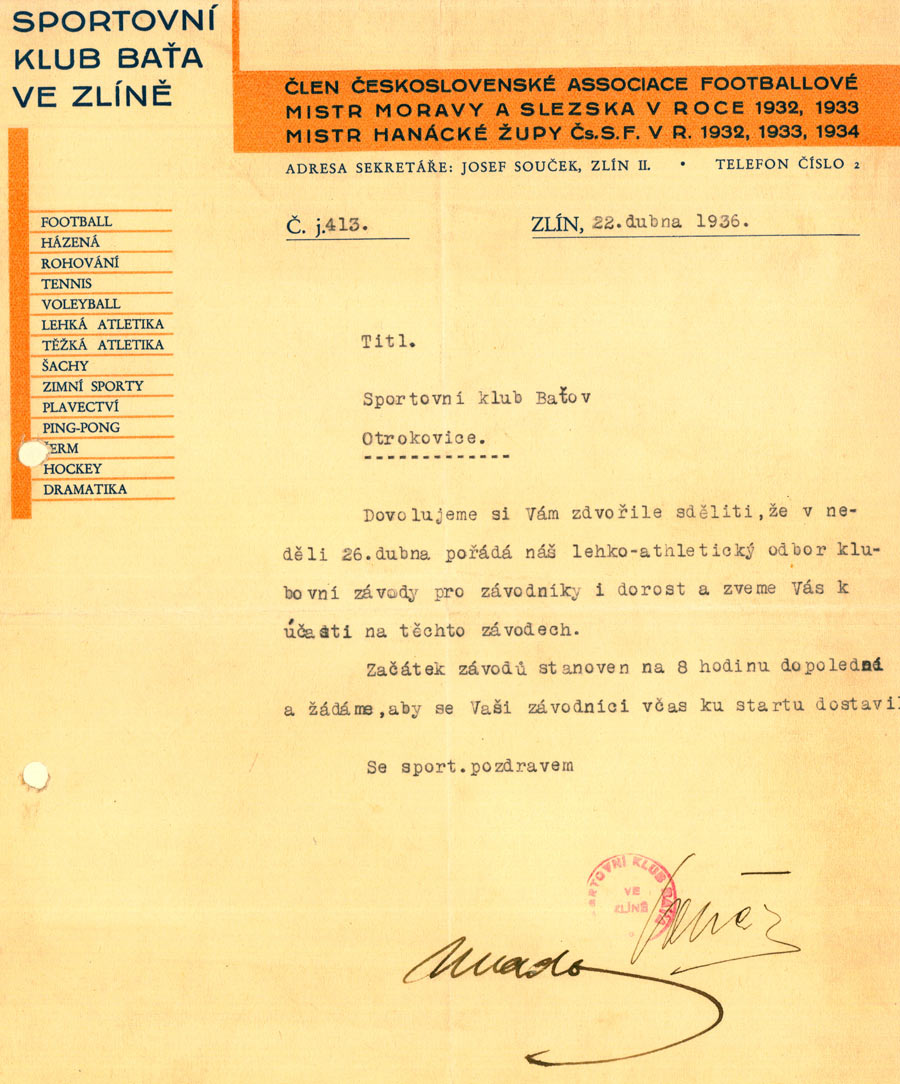 SPORTOVNÍ
KLUB BAŤA
VE ZLÍNĚ
ČLEN ČESKOSLOVENSKÉ ASSOCIACE FOOTBALLOVÉ
MISTR MORAVY A SLEZSKA V ROCE 1932, 1933
MISTR HANÁCKÉ ŽUPY Čs.S.F. V R. 1932, 1933, 1934
ADRESA SEKRETÁŘE: JOSEF SOUČEK, ZLÍN II. • TELEFON ČÍSLO 2
FOOTBALL
HÁZENÁ
ROHOVÁNÍ
TENNIS
VOLEYBALL
LEHKÁ ATLETIKA
TĚŽKÁ ATLETIKA
ŠACHY
ZIMNÍ SPORTY
PLAVECTVÍ
PING-PONG
ŠERM
HOCKEY
DRAMATIKA
Č. j.413.
ZLÍN, 22.dubna 1936.
Titl.
Sportovní klub Baťov
Otrokovice.
Dovolujeme si Vám zdvořile sděliti,že v ne-
děli 26.dubna pořádá náš lehko-athletický odbor klu-
bovní závody pro závodníky i dorost a zveme Vás k
účasti na těchto závodech.
Začátek závodů stanoven na 8 hodinu dopolední
a žádáme,aby se Vaši závodníci včas ku startu dostavil
Se sport.pozdravem
SPORTOVNÍ KLUB BAŤA
VE
ZLÍNĚ